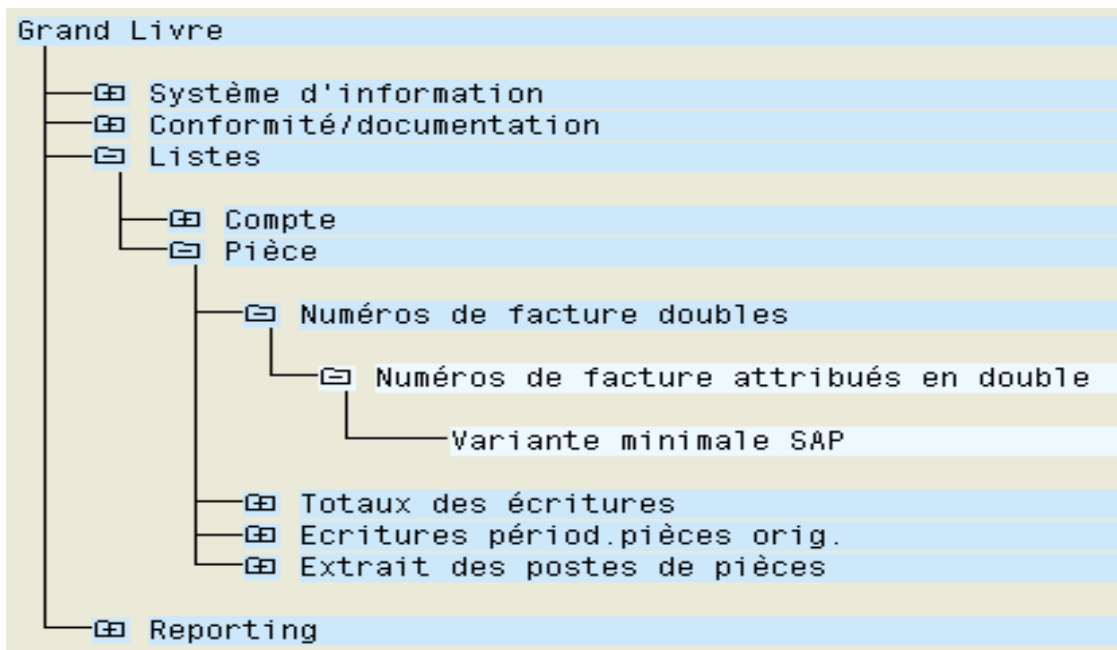 Grand Livre
Système d'information
Conformité/documentation
Listes
Compte
Pièce
Numéros de facture doubles
Numéros de facture attribués en double
Variante minimale SAP
Totaux des écritures
Ecritures périod.pièces orig.
Extrait des postes de pièces
Reporting